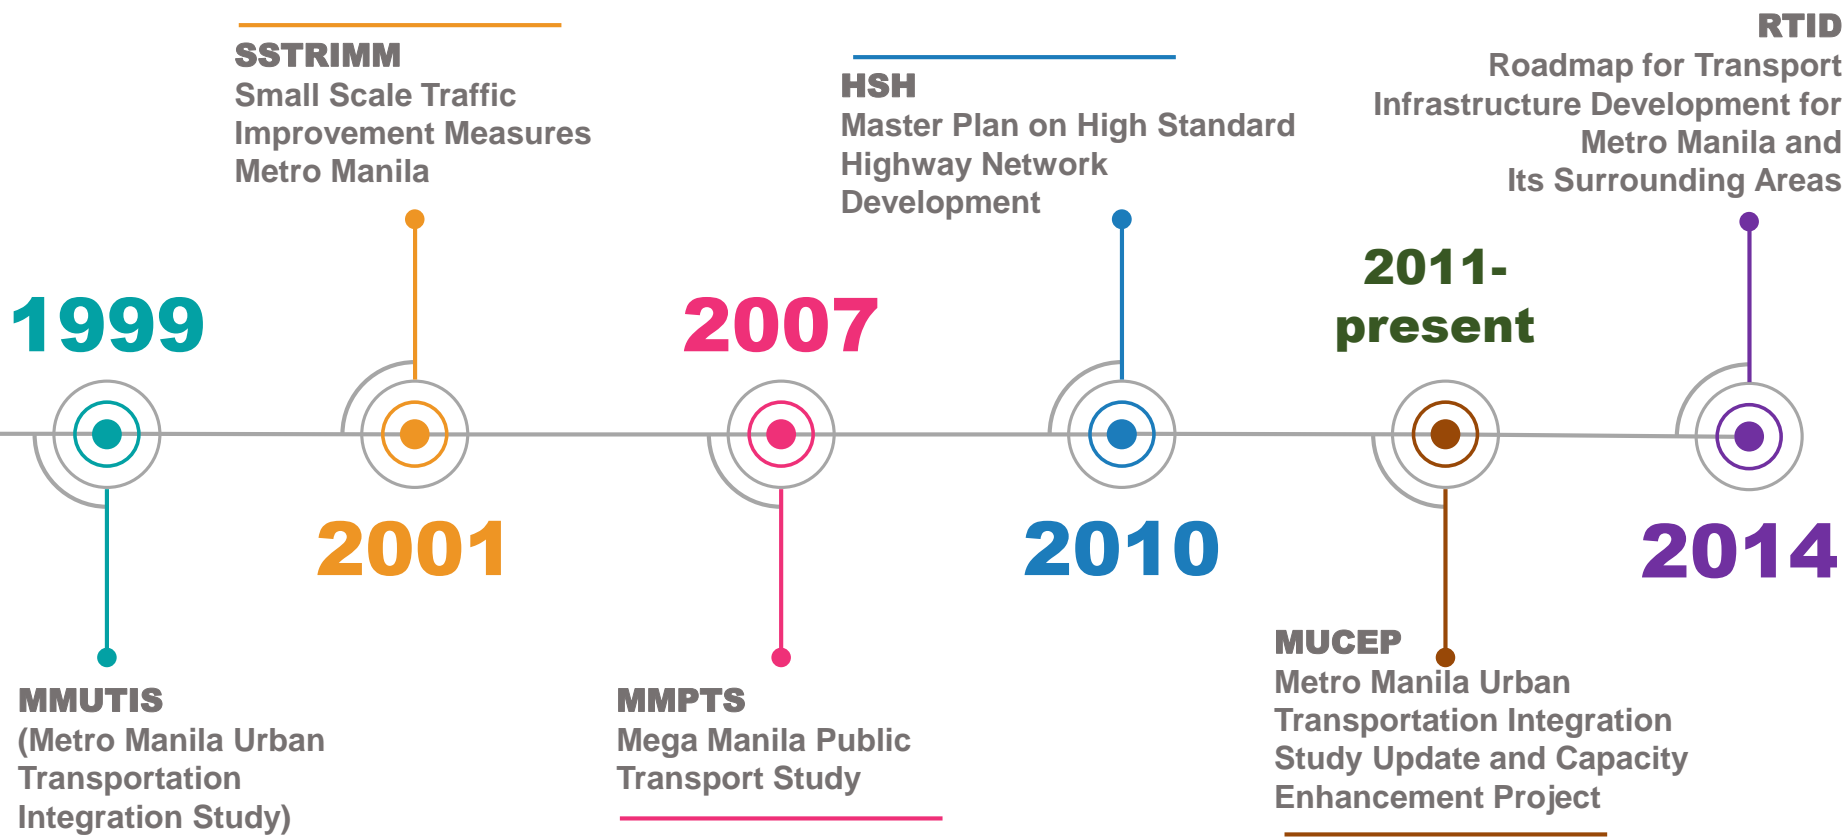 1999
MMUTIS
(Metro Manila Urban
Transportation
Integration Study)
SSTRIMM
Small Scale Traffic
Improvement Measures
Metro Manila
2001
2007
MMPTS
Mega Manila Public
Transport Study
HSH
Master Plan on High Standard
Highway Network
Development
2010
2011-
present
MUCEP
Metro Manila Urban
Transportation Integration
Study Update and Capacity
Enhancement Project
RTID
Roadmap for Transport
Infrastructure Development for
Metro Manila and
Its Surrounding Areas
2014